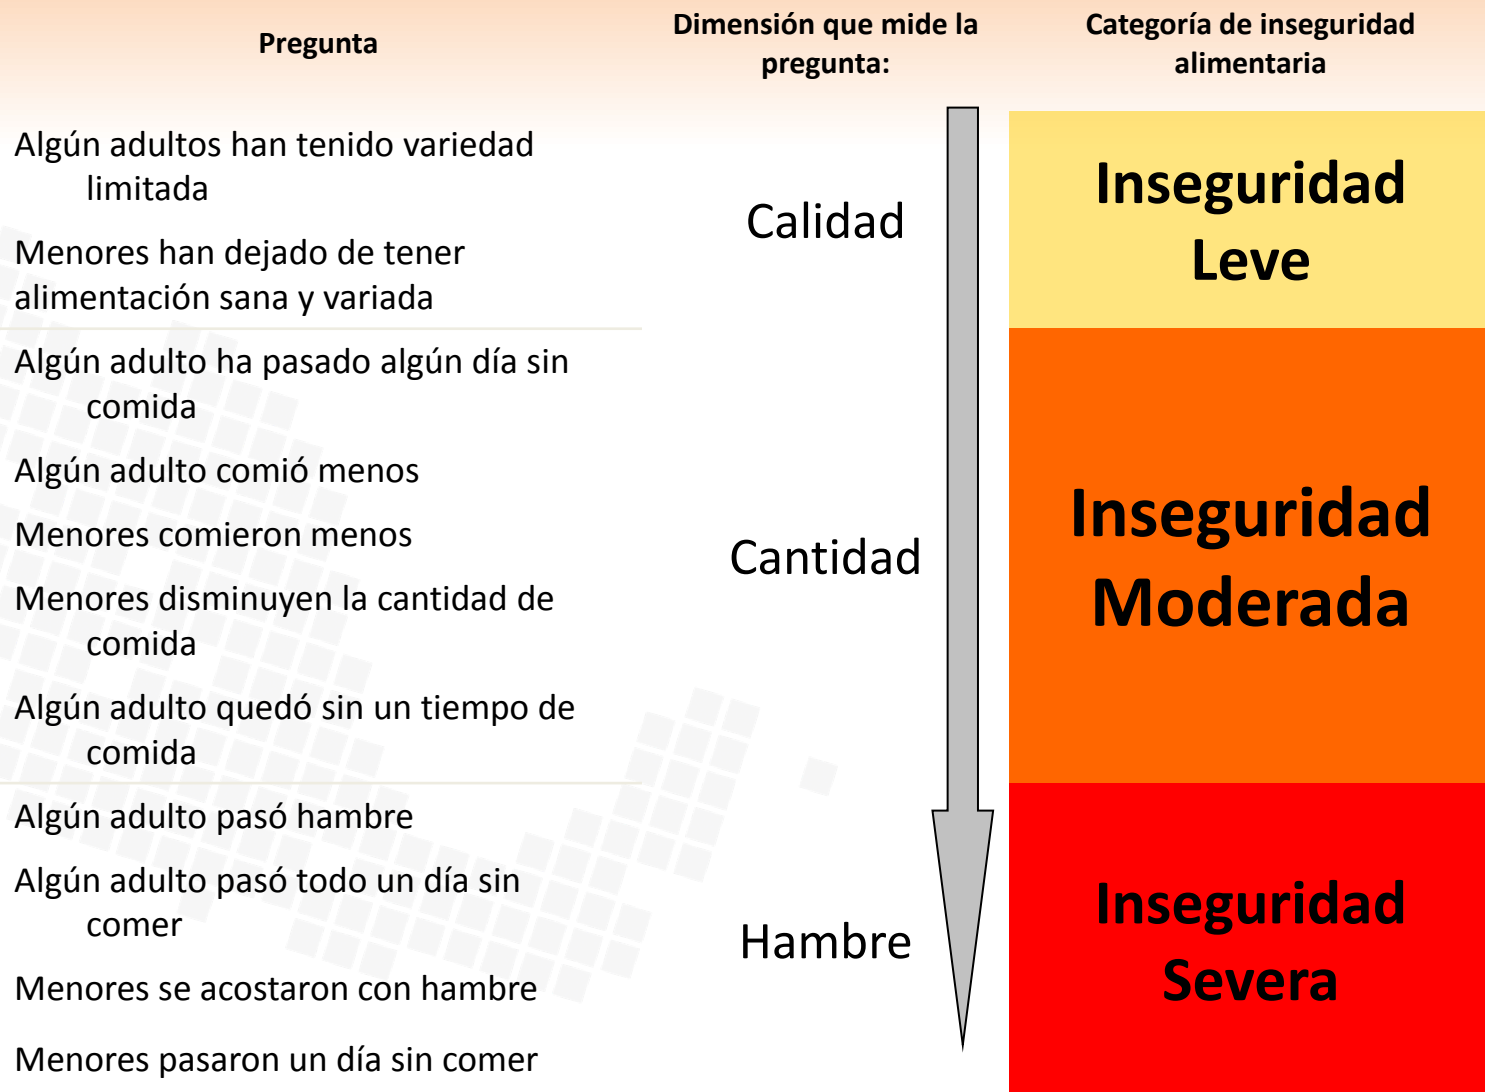 Pregunta
Dimensión que mide la
pregunta:
Categoría de inseguridad
alimentaria
Algún adultos han tenido variedad
limitada
Menores han dejado de tener
alimentación sana y variada
Calidad
Inseguridad
Leve
Algún adulto ha pasado algún día sin
comida
Algún adulto comió menos
Menores comieron menos
Menores disminuyen la cantidad de
comida
Algún adulto quedó sin un tiempo de
comida
Cantidad
Inseguridad
Moderada
Algún adulto pasó hambre
Algún adulto pasó todo un día sin
comer
Menores se acostaron con hambre
Menores pasaron un día sin comer
Hambre
Inseguridad
Severa